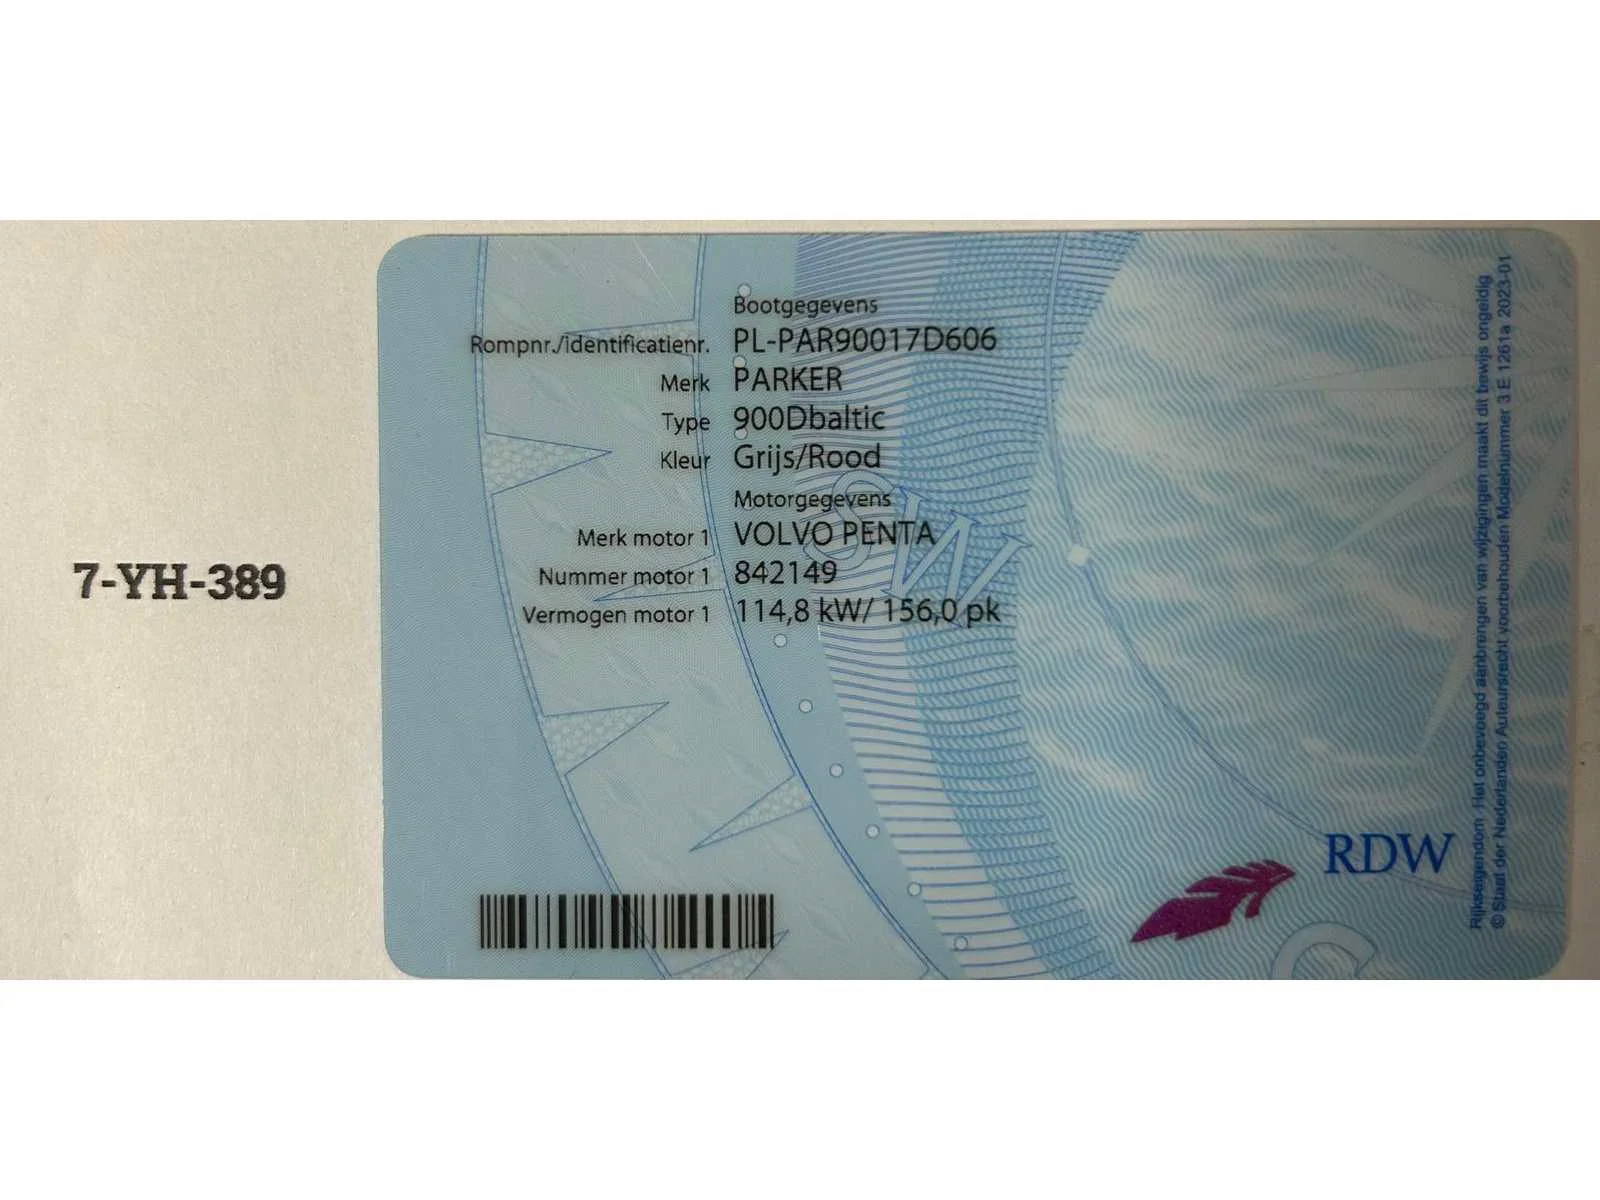 7-YH-389
Bootgegevens
Rompnr./identificatienr. PL-PAR90017D606
Merk PARKER
Type 900Dbaltic
Kleur Grijs/Rood
Motorgegevens
Merk motor 1 VOLVO PENTA
Nummer motor 1 842149
Vermogen motor 1 114,8 kW/ 156,0 pk
SW
RDW
C
Rijkseigendom. Het onbevoegd aanbrengen van wijzigingen maakt dit bewijs ongeldig
© Staat der Nederlanden Auteursrecht voorbehouden Modelnummer 3 E 1261a 2023-01